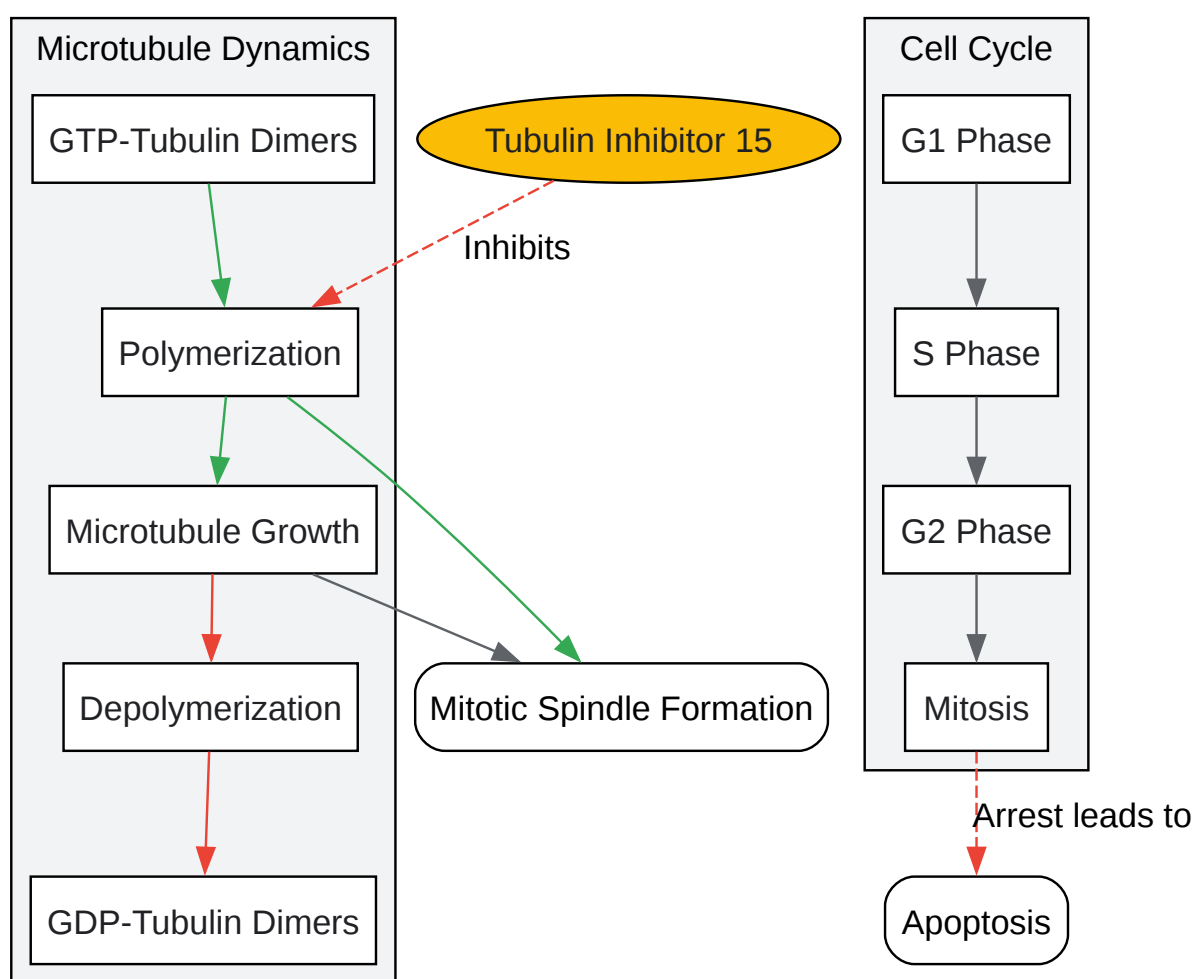 Microtubule Dynamics
GTP-Tubulin Dimers
Polymerization
Microtubule Growth
Depolymerization
GDP-Tubulin Dimers
Tubulin Inhibitor 15
Inhibits
Mitotic Spindle Formation
Cell Cycle
G1 Phase
S Phase
G2 Phase
Mitosis
Arrest leads to
Apoptosis